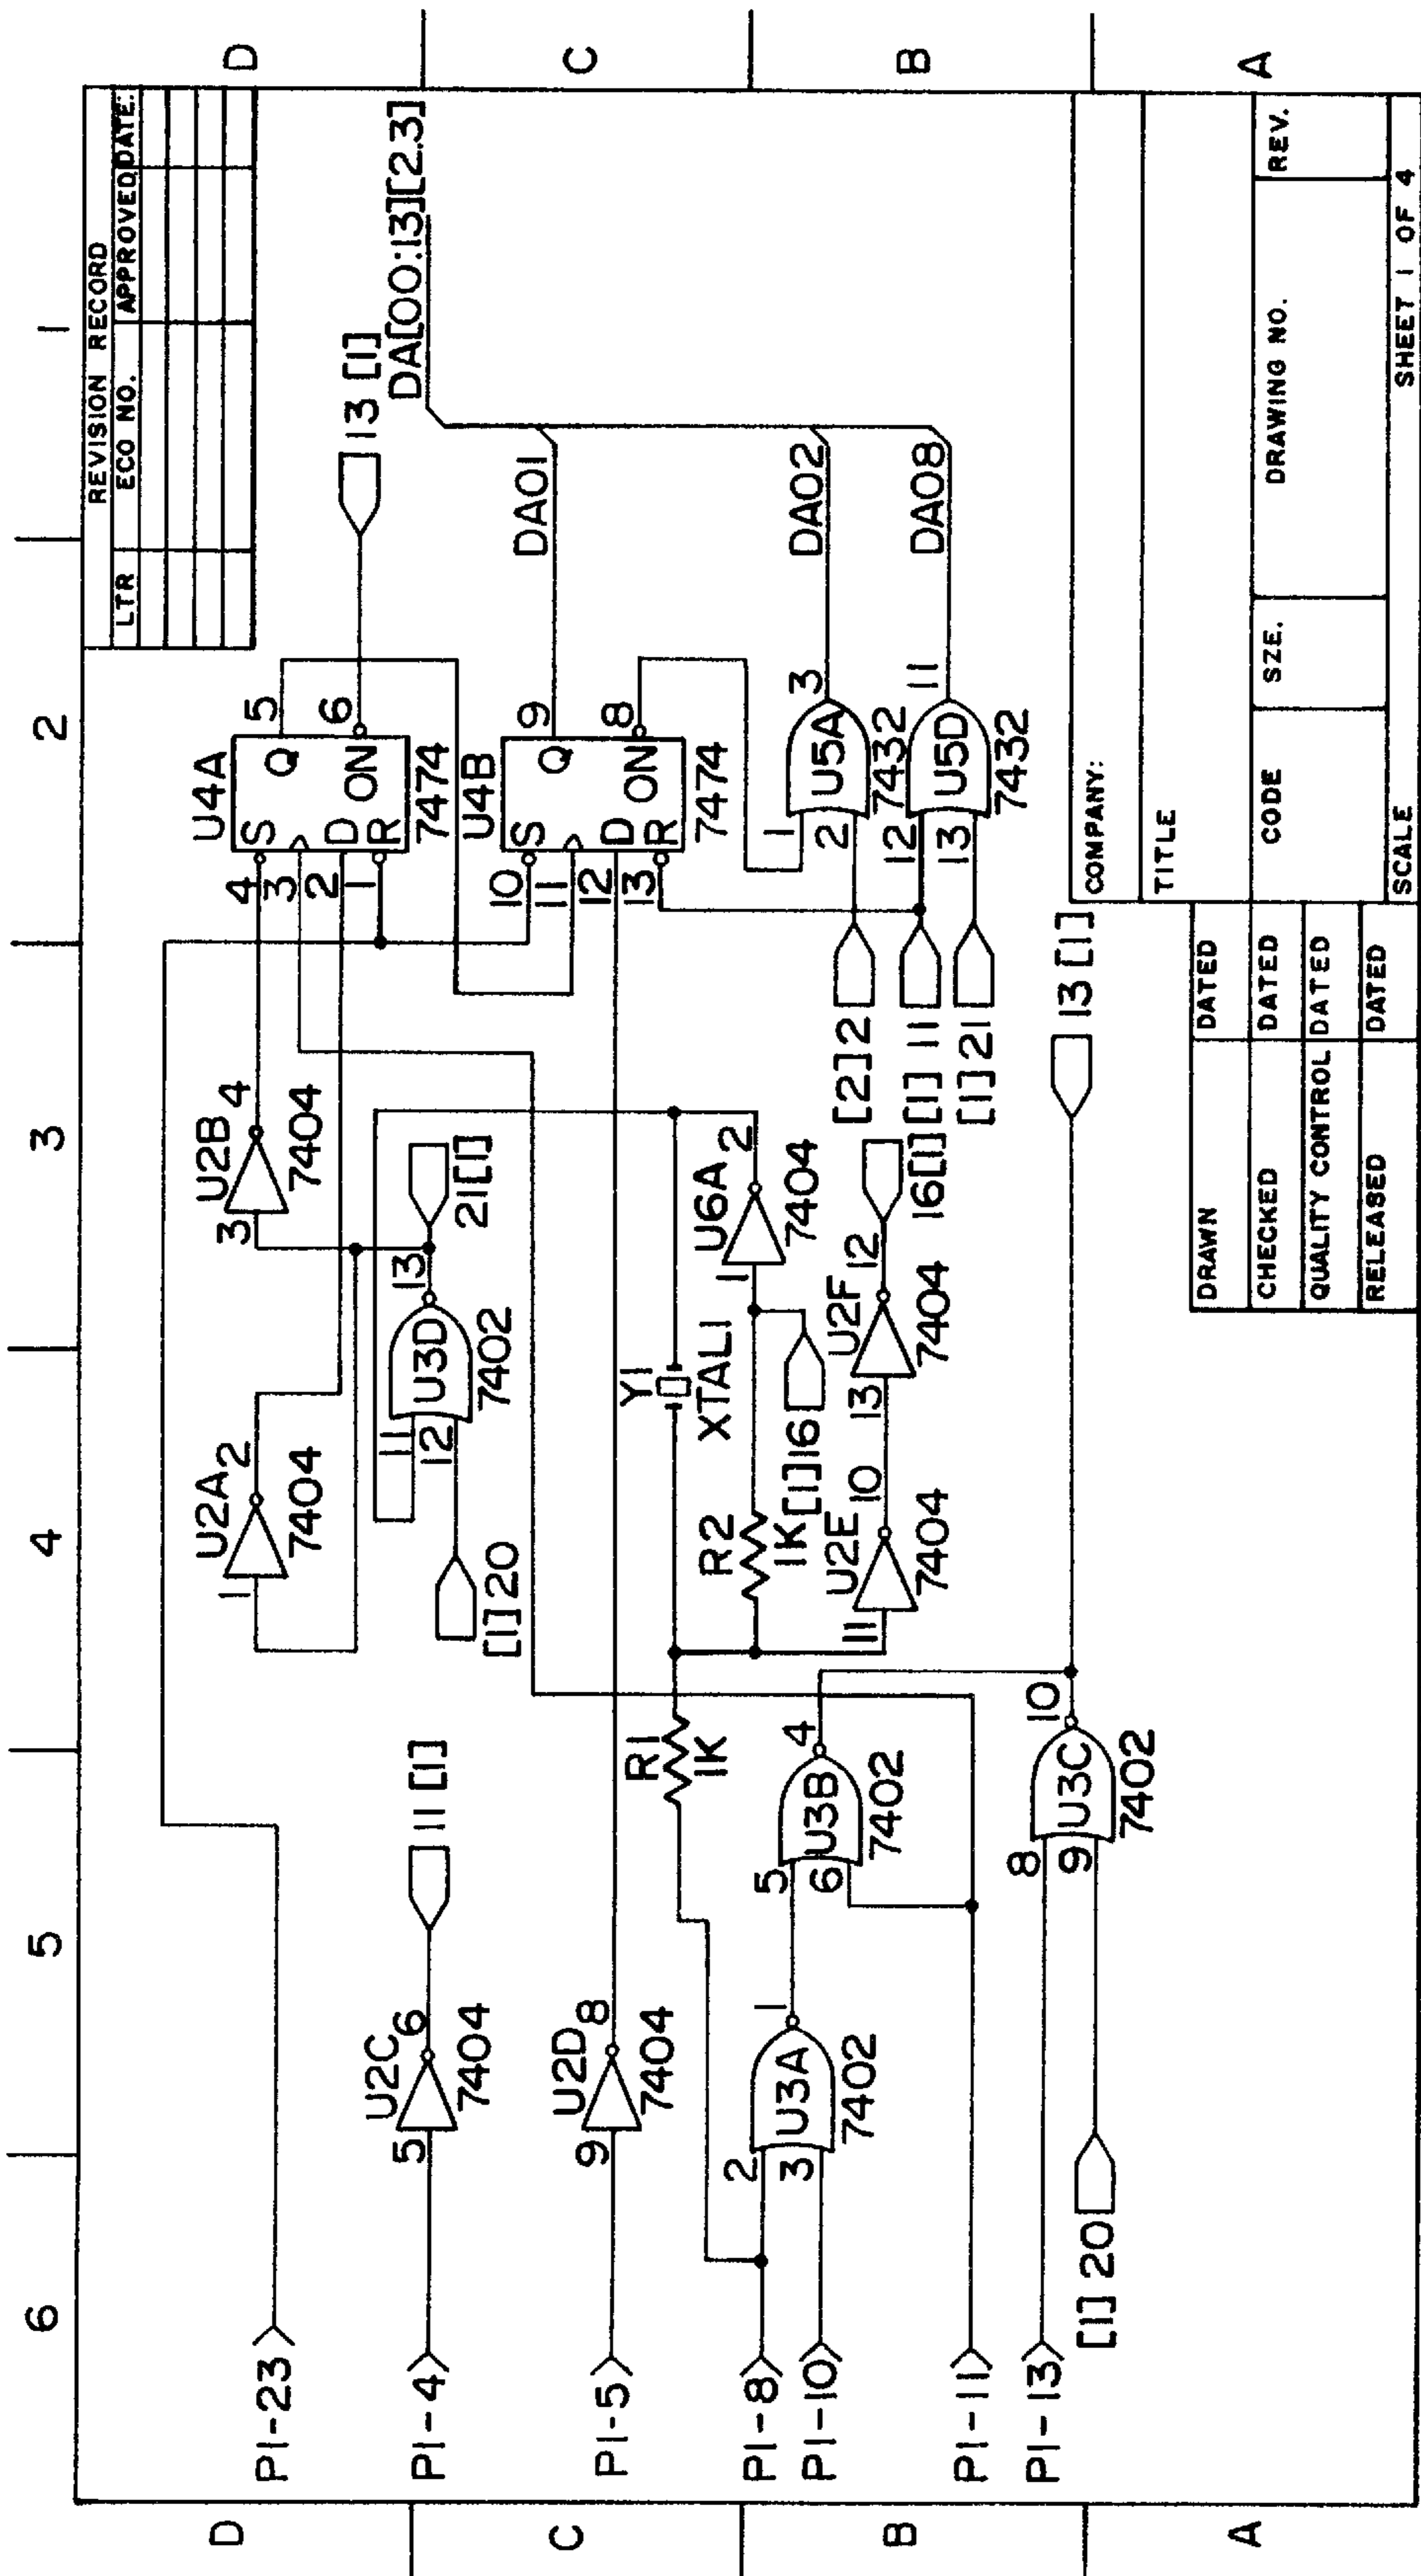 6 5 4 3 2 1
D D
C C
B B
A A
REVISION RECORD
LTR ECO NO. APPROVED DATE:
P1-23
P1-4
P1-5
P1-8
P1-10
P1-11
P1-13
[1] 20
5 U2C 6
7404
11 [1]
9 U2D 8
7404
2
3
U3A
1
7402
5
6
U3B
4
7402
8
9
U3C
10
7402
13 [1]
R1
1K
1 U2A 2
7404
[1] 20
11
12
U3D
13
7402
21[1]
3 U2B 4
7404
Y1
XTAL1
R2
1K
[1]16
1 U6A 2
7404
11 U2E 10
7404
13 U2F 12
7404
16[1]
U4A
4 S
3
2 D
1 R
Q 5
ON 6
7474
13 [1]
U4B
10 S
11
12 D
13 R
Q 9
ON 8
7474
[2] 2
[1] 11
[1] 21
1
2
U5A
3
7432
12
13
U5D
11
7432
DA01
DA02
DA08
DA[00:13][2.3]
COMPANY:
TITLE
CODE SZE. DRAWING NO. REV.
SCALE SHEET 1 OF 4
DRAWN DATED
CHECKED DATED
QUALITY CONTROL DATED
RELEASED DATED